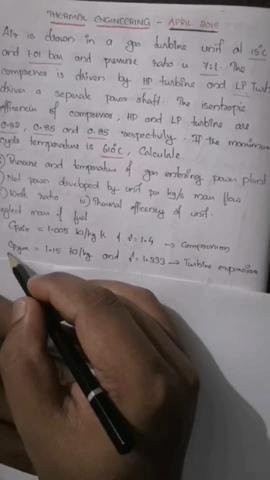 THERMAL ENGINEERING - APRIL 2015
Air is drawn in a gas turbine unit at 15°C
and 1.01 bar and pressure ratio is 7:1. The
compressor is driven by HP turbine and LP Turb
drives a separate power shaft. The isentropic
efficiencies of compressor, HD and LP turbine are
0.82, 0.85 and 0.85 respectively. If the maximum
cycle temperature is 610°C, Calculate.
Pressure and temperature of gas entering power plant
Net power developed by unit per kg/s mass flow
Work ratio iv) Thermal efficiency of unit.
neglect mass of fuel
= 1.005 kJ/kg K & γ = 1.4 → Compression
Cpgas = 1.15 kJ/kg and γ = 1.333 → Turbine expansion